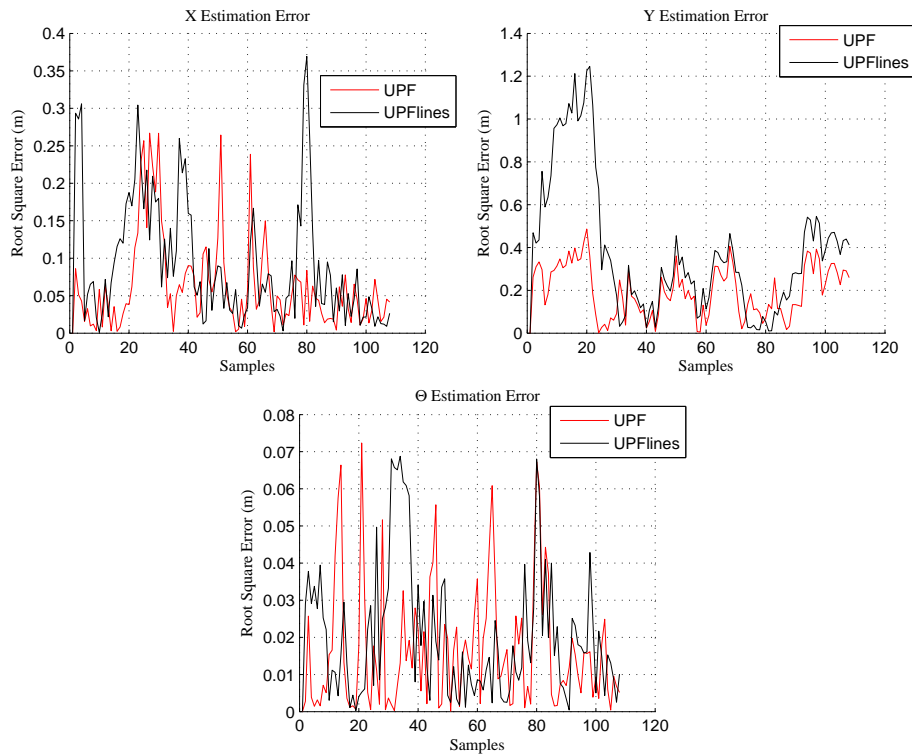 X Estimation Error
Root Square Error (m)
0.4
0.35
0.3
0.25
0.2
0.15
0.1
0.05
0
0 20 40 60 80 100 120
Samples
UPF
UPFlines
Y Estimation Error
Root Square Error (m)
1.4
1.2
1
0.8
0.6
0.4
0.2
0
0 20 40 60 80 100 120
Samples
UPF
UPFlines
Θ Estimation Error
Root Square Error (m)
0.08
0.07
0.06
0.05
0.04
0.03
0.02
0.01
0
0 20 40 60 80 100 120
Samples
UPF
UPFlines